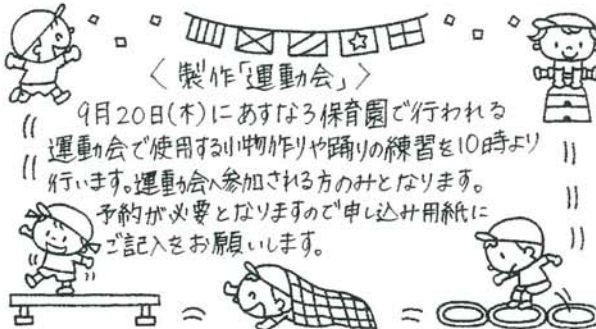 〈製作「運動会」〉
9月20日(木)にあすなろ保育園で行われる
運動会で使用する小物作りや踊りの練習を10時より
行います。運動会へ参加される方のみとなります。
予約が必要となりますので申し込み用紙に
ご記入をお願いします。